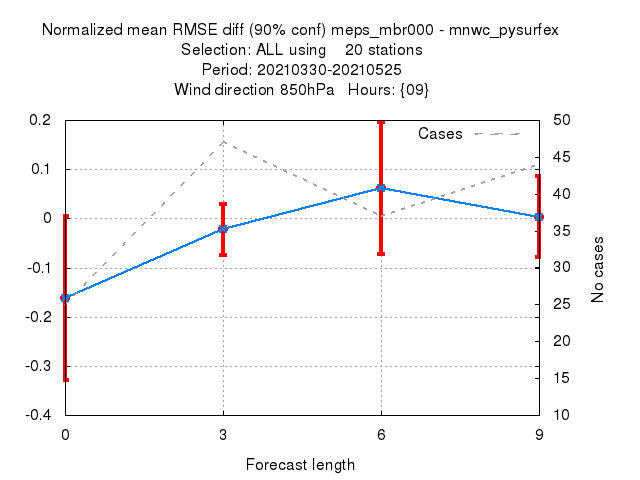 Normalized mean RMSE diff (90% conf) meps_mbr000 - mnwc_pysurfex
Selection: ALL using    20 stations
Period: 20210330-20210525
Wind direction 850hPa   Hours: {09}
Cases
0.2
0.1
0
-0.1
-0.2
-0.3
-0.4
50
45
40
35
30
25
20
15
10
No cases
0 3 6 9
Forecast length